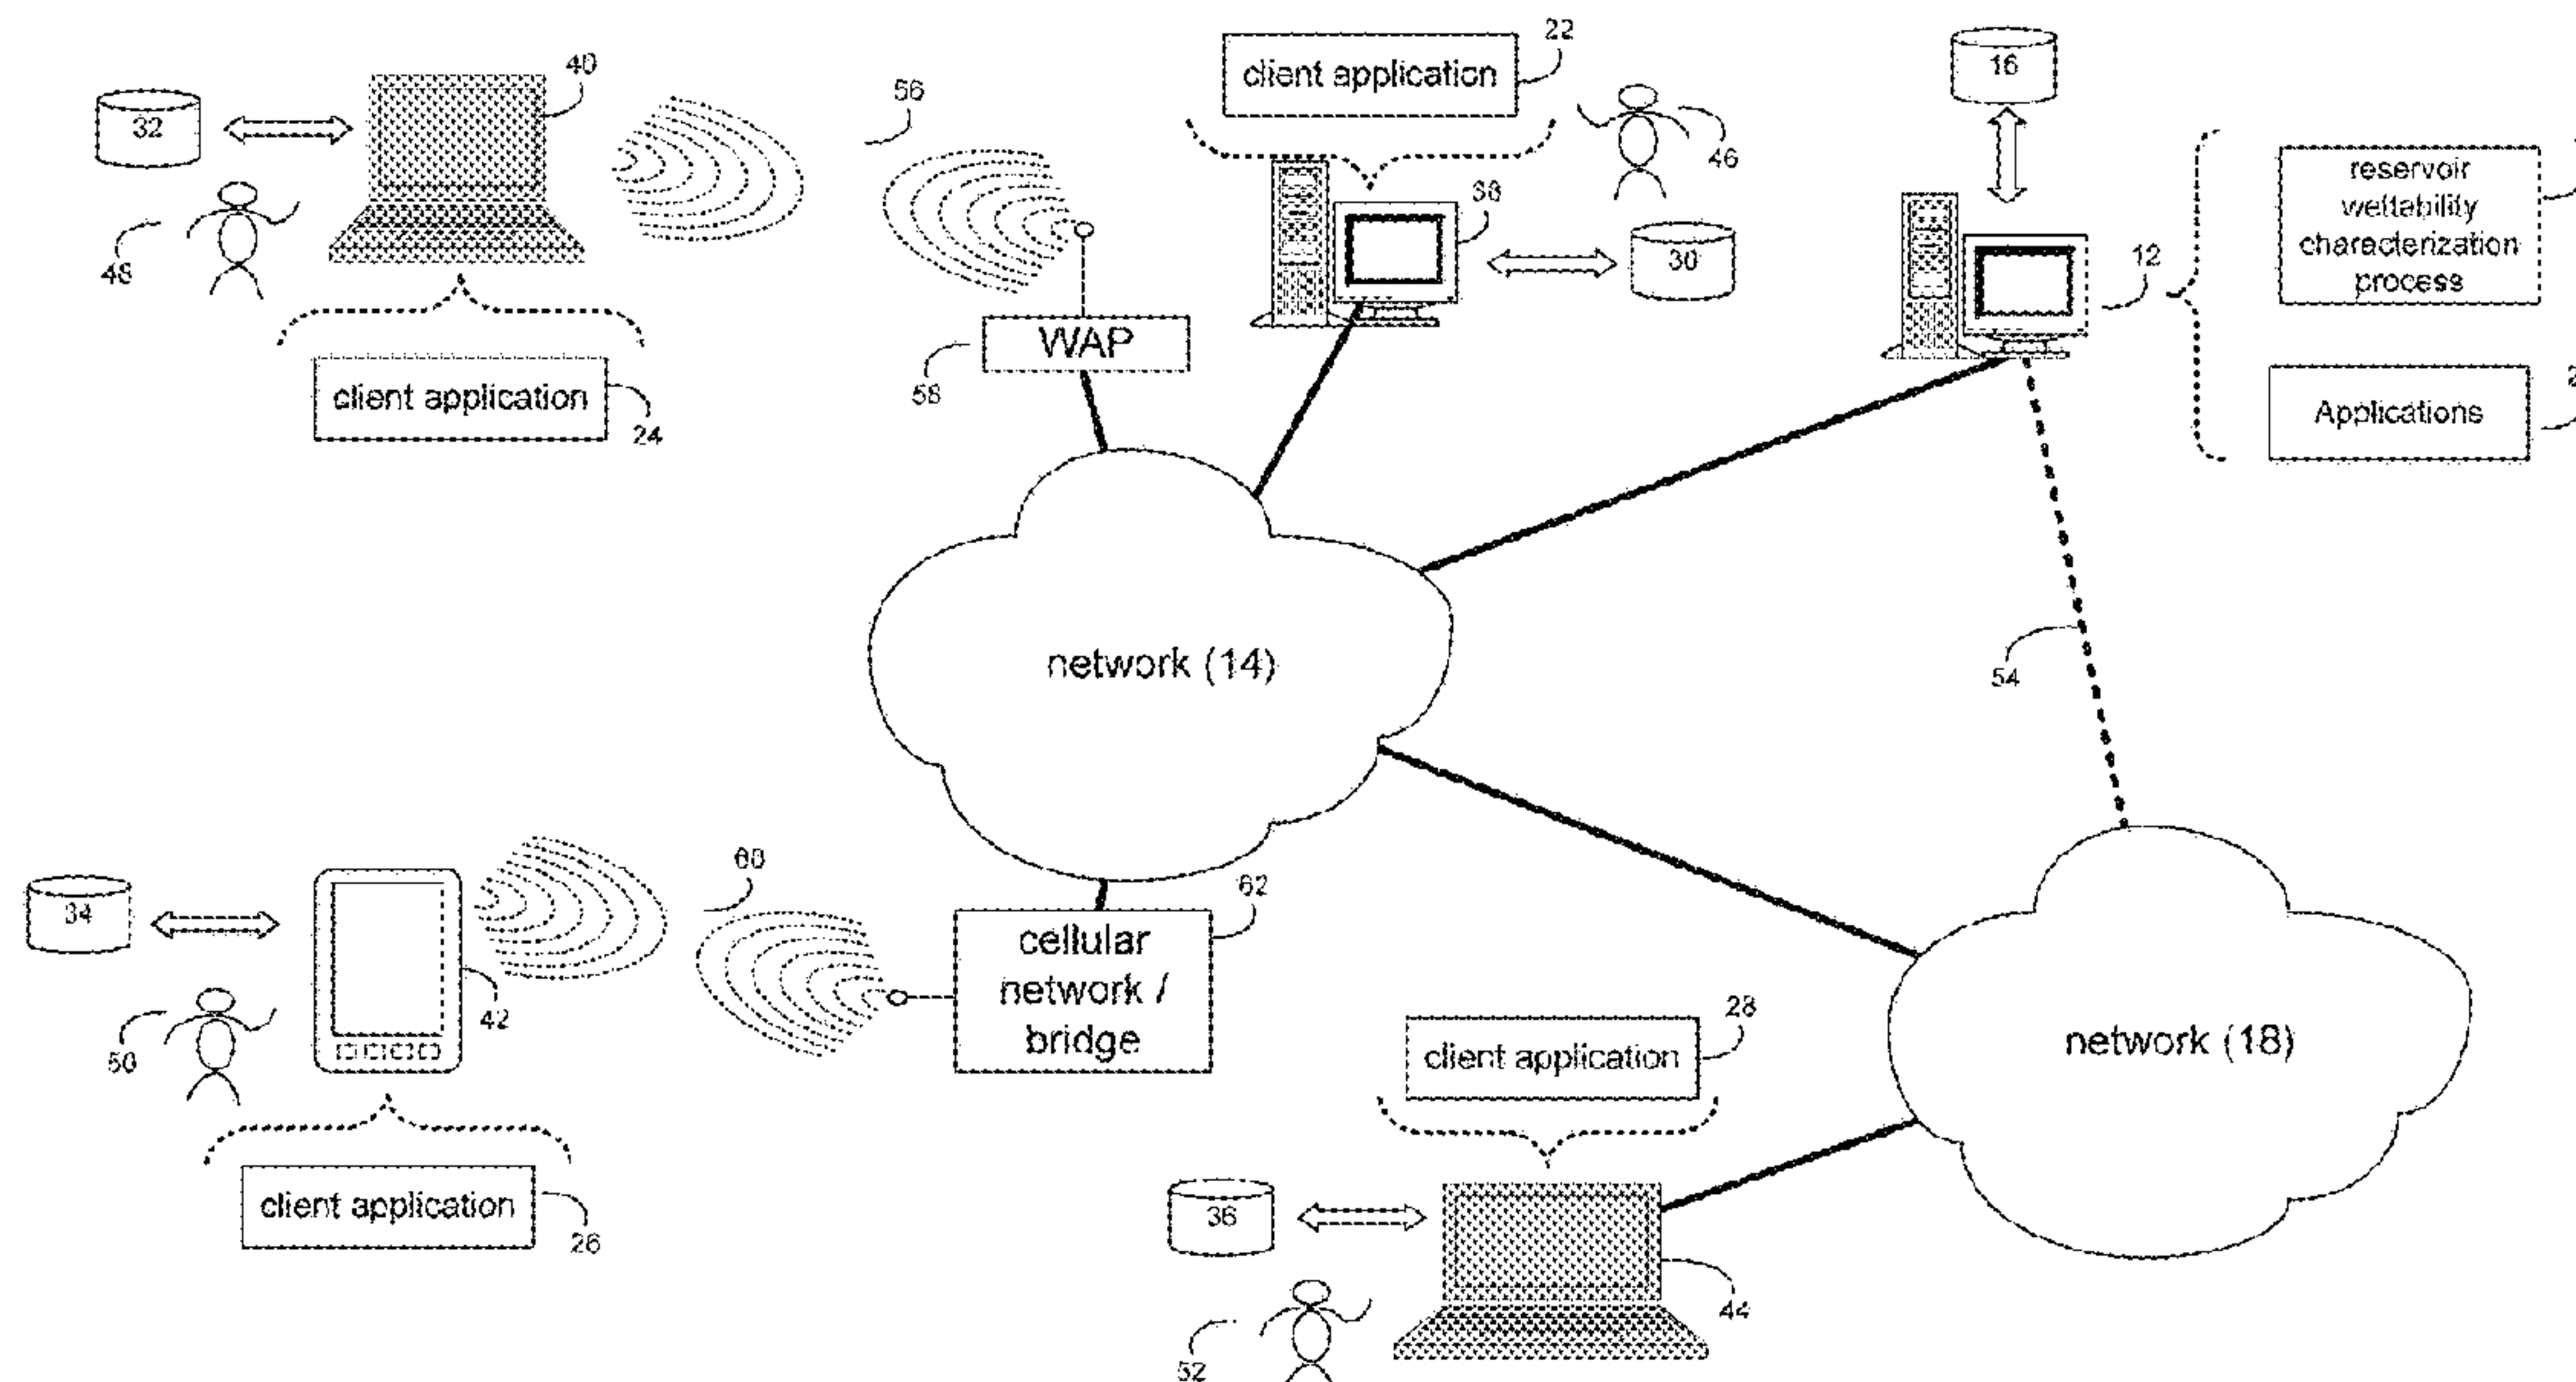 40
32
48
client application
24
56
client application
22
46
38
30
WAP
58
16
12
reservoir
wettability
characterization
process
Applications
network (14)
54
60
34
42
50
client application
26
62
cellular
network /
bridge
client application
28
36
44
52
network (18)